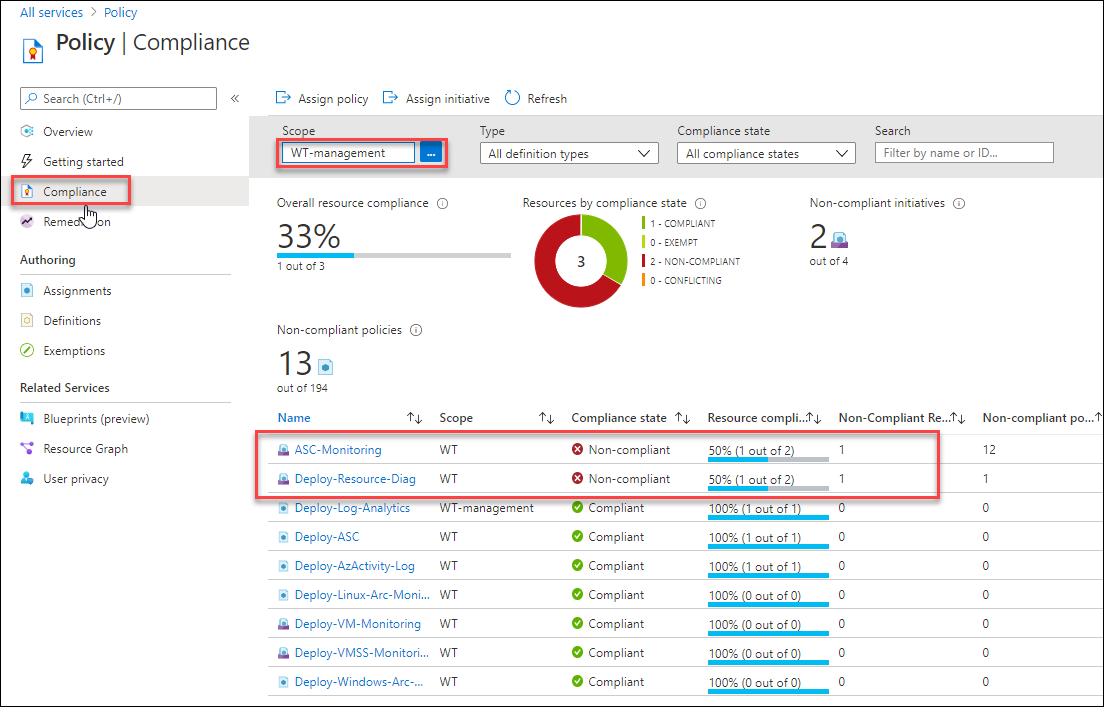 All services > Policy
Policy | Compliance
Search (Ctrl+/)
«
Overview
Getting started
Compliance
Remediation
Authoring
Assignments
Definitions
Exemptions
Related Services
Blueprints (preview)
Resource Graph
User privacy
Assign policy Assign initiative Refresh
Scope Type Compliance state Search
WT-management ... All definition types All compliance states Filter by name or ID...
Overall resource compliance
33%
1 out of 3
Resources by compliance state
3
1 - COMPLIANT
0 - EXEMPT
2 - NON-COMPLIANT
0 - CONFLICTING
Non-compliant initiatives
2
out of 4
Non-compliant policies
13
out of 194
Name Scope Compliance state Resource compli... Non-Compliant Re... Non-compliant po...
ASC-Monitoring WT Non-compliant 50% (1 out of 2) 1 12
Deploy-Resource-Diag WT Non-compliant 50% (1 out of 2) 1 1
Deploy-Log-Analytics WT-management Compliant 100% (1 out of 1) 0 0
Deploy-ASC WT Compliant 100% (1 out of 1) 0 0
Deploy-AzActivity-Log WT Compliant 100% (1 out of 1) 0 0
Deploy-Linux-Arc-Moni... WT Compliant 100% (0 out of 0) 0 0
Deploy-VM-Monitoring WT Compliant 100% (0 out of 0) 0 0
Deploy-VMSS-Monitori... WT Compliant 100% (0 out of 0) 0 0
Deploy-Windows-Arc-... WT Compliant 100% (0 out of 0) 0 0